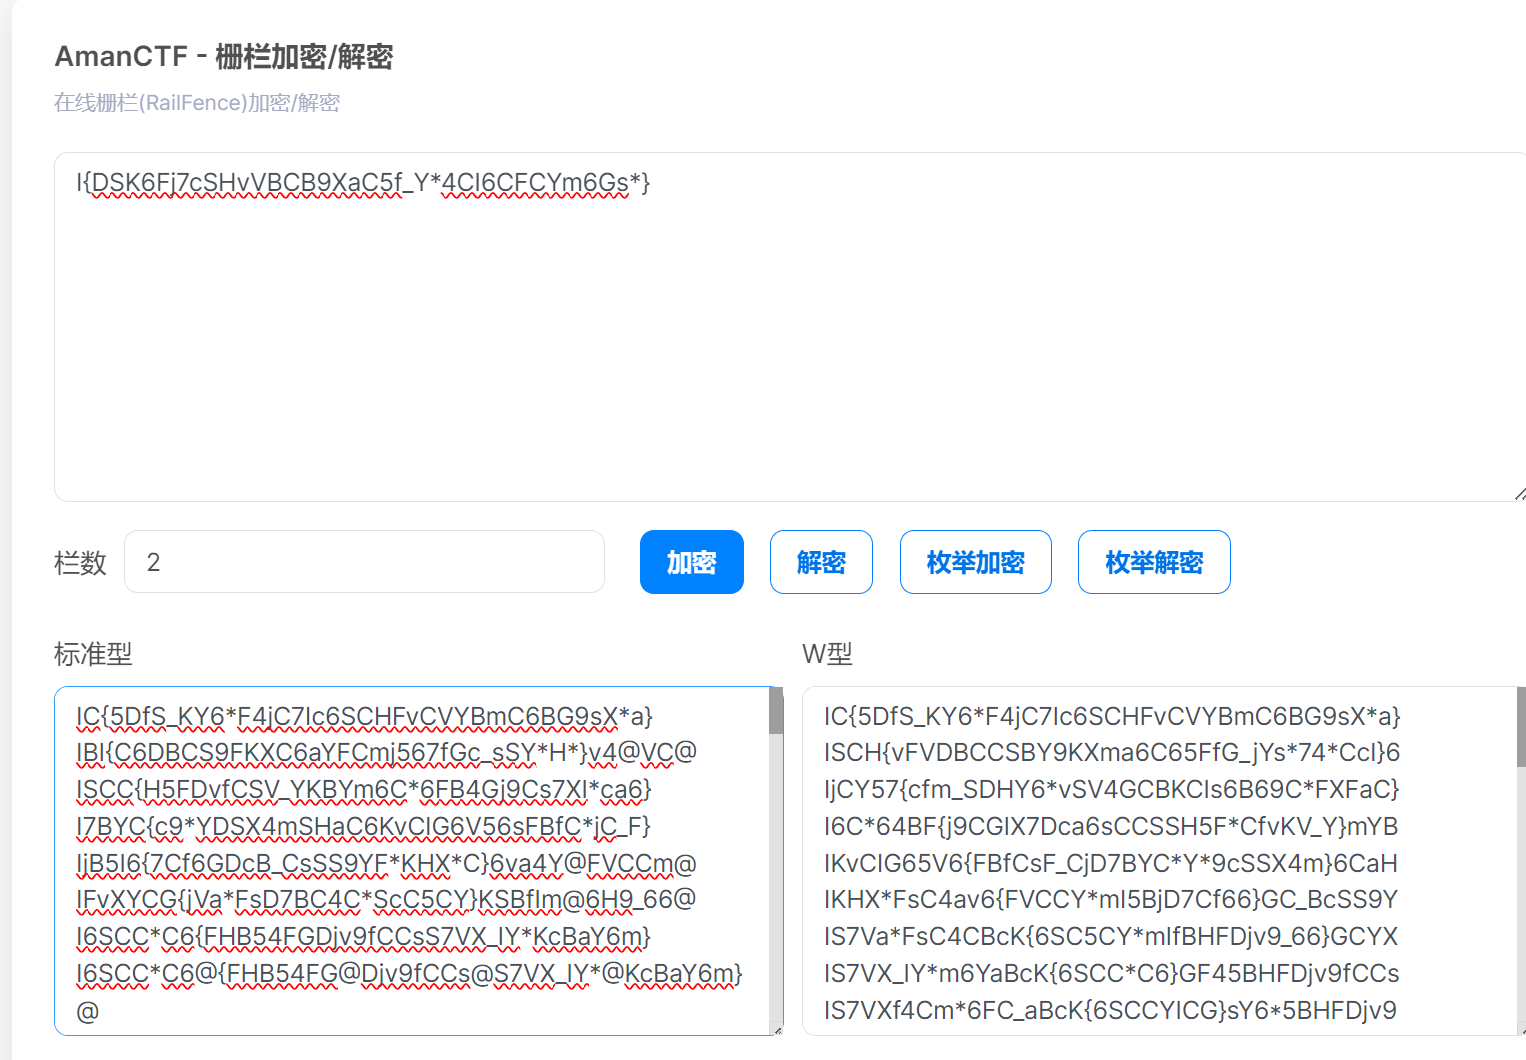 AmanCTF - 栅栏加密/解密
在线栅栏(RailFence)加密/解密
I{DSK6Fj7cSHvVBCB9XaC5f_Y*4CI6CFCYm6Gs*}
栏数 2 加密 解密 枚举加密 枚举解密
标准型
IC{5DfS_KY6*F4jC7Ic6SCHFvCVYBmC6BG9sX*a}
IBI{C6DBCS9FKXC6aYFCmj567fGc_sSY*H*}v4@VC@
ISCC{H5FDvfCSV_YKBYm6C*6FB4Gj9Cs7XI*ca6}
I7BYC{c9*YDSX4mSHaC6KvCIG6V56sFBfC*jC_F}
IjB5I6{7Cf6GDcB_CsSS9YF*KHX*C}6va4Y@FVCCm@
IFvXYCG{jVa*FsD7BC4C*ScC5CY}KSBfIm@6H9_66@
I6SCC*C6{FHB54FGDjv9fCCsS7VX_IY*KcBaY6m}
I6SCC*C6@{FHB54FG@Djv9fCCs@S7VX_IY*@KcBaY6m}
@
W型
IC{5DfS_KY6*F4jC7Ic6SCHFvCVYBmC6BG9sX*a}
ISCH{vFVDBCCSBY9KXma6C65FfG_jYs*74*CcI}6
IjCY57{cfm_SDHY6*vSV4GCBKCIs6B69C*FXFaC}
I6C*64BF{j9CGIX7Dca6sCCSSH5F*CfvKV_Y}mYB
IKvCIG65V6{FBfCsF_CjD7BYC*Y*9cSSX4m}6CaH
IKHX*FsC4av6{FVCCY*mI5BjD7Cf66}GC_BcSS9Y
IS7Va*FsC4CBcK{6SC5CY*mIfBHFDjv9_66}GCYX
IS7VX_IY*m6YaBcK{6SCC*C6}GF45BHFDjv9fCCs
IS7VXf4Cm*6FC_aBcK{6SCCYICG}sY6*5BHFDjv9